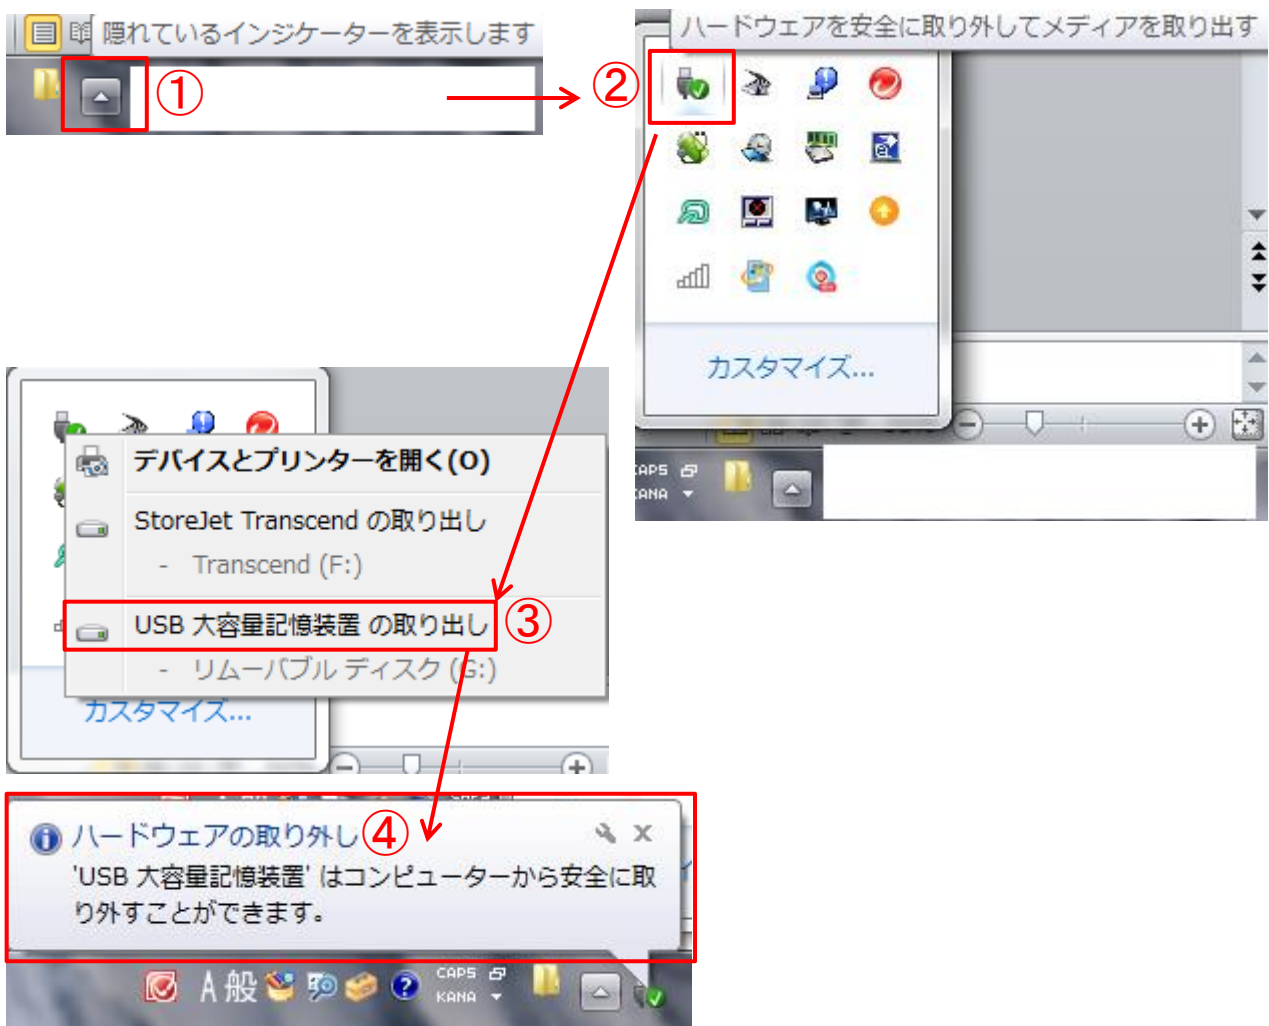 隠れているインジケーターを表示します
①
②
ハードウェアを安全に取り外してメディアを取り出す
カスタマイズ...
CAPS
KANA
デバイスとプリンターを開く(O)
StoreJet Transcend の取り出し
- Transcend (F:)
USB 大容量記憶装置 の取り出し
③
- リムーバブル ディスク (G:)
カスタマイズ...
ハードウェアの取り外し
④
'USB 大容量記憶装置' はコンピューターから安全に取
り外すことができます。
A 般
CAPS
KANA